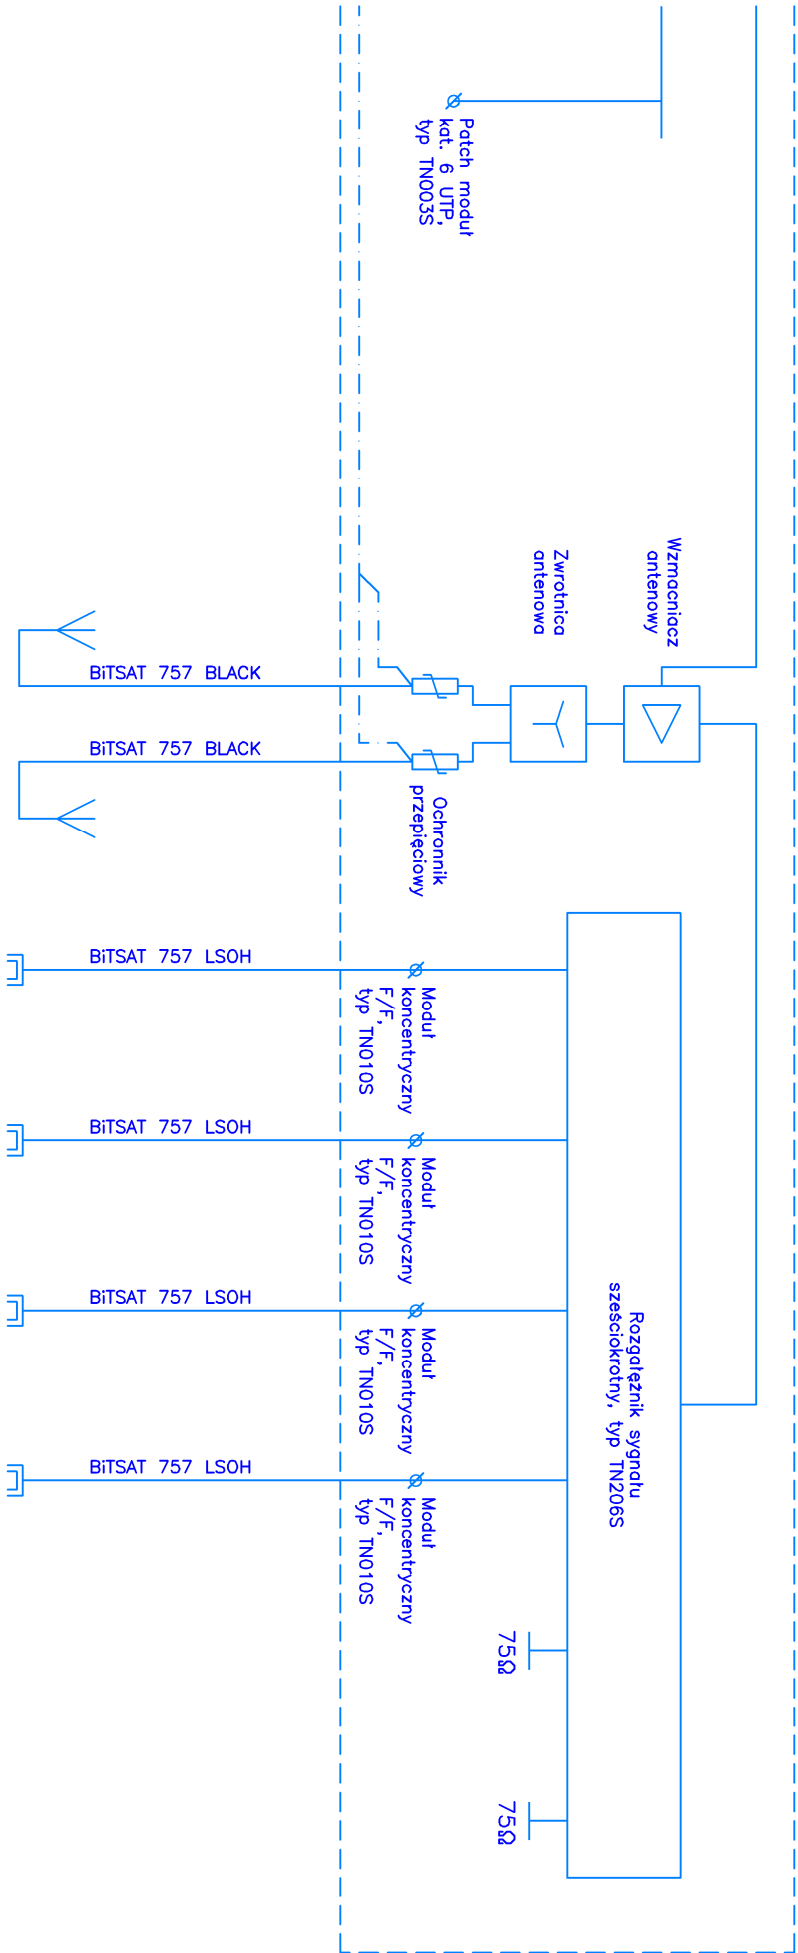 Patch moduł
kat. 6 UTP,
typ TN003S
Wzmacniacz
antenowy
Zwrotnica
antenowa
BiTSAT 757 BLACK
BiTSAT 757 BLACK
Ochronnik
przepięciowy
BiTSAT 757 LSOH
Moduł
koncentryczny
F/F,
typ TN010S
BiTSAT 757 LSOH
Moduł
koncentryczny
F/F,
typ TN010S
BiTSAT 757 LSOH
Moduł
koncentryczny
F/F,
typ TN010S
Rozgałęźnik sygnału
sześciokrotny, typ TN206S
BiTSAT 757 LSOH
Moduł
koncentryczny
F/F,
typ TN010S
75Ω
75Ω